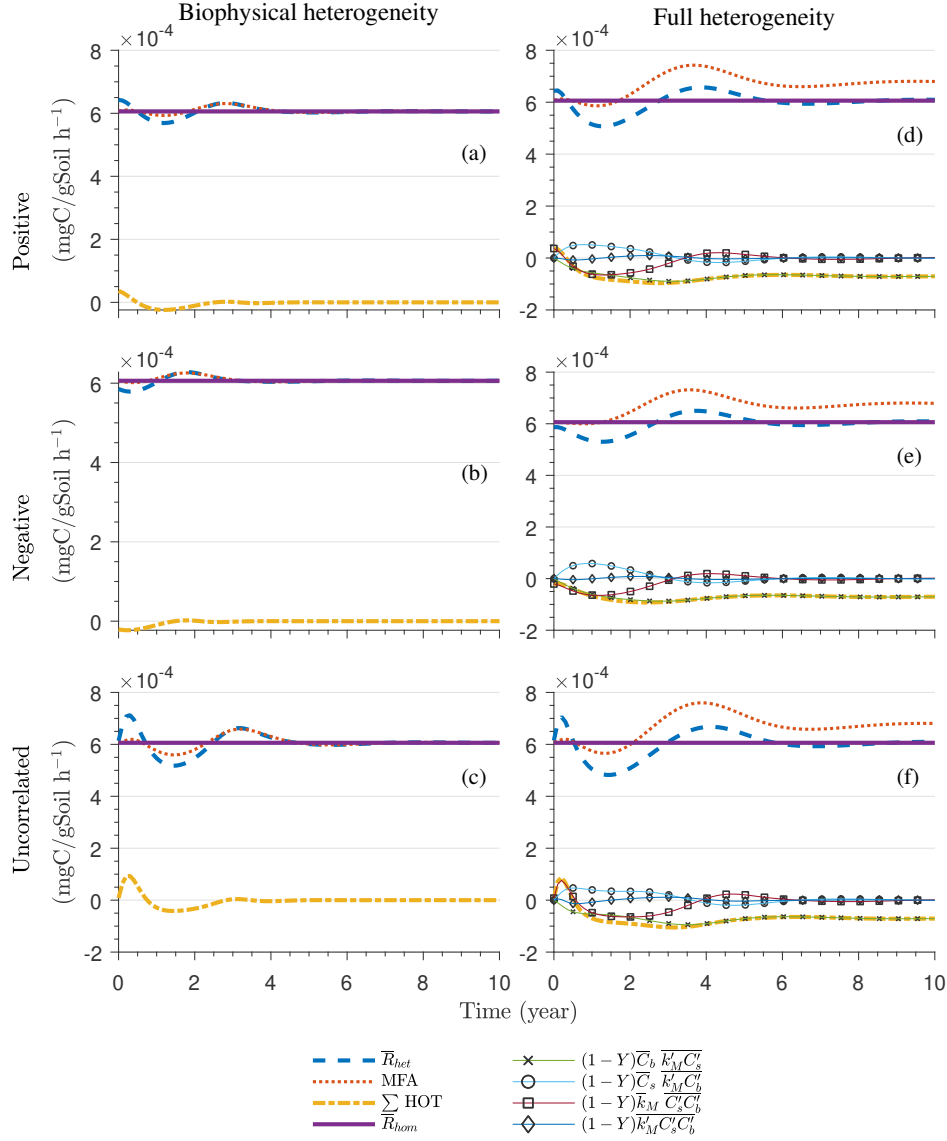 Biophysical heterogeneity
Full heterogeneity
×10⁻⁴
8
6
4
2
0
(a)
Positive
(mgC/gSoil h⁻¹)
×10⁻⁴
8
6
4
2
0
-2
(d)
×10⁻⁴
6
4
2
0
(b)
Negative
(mgC/gSoil h⁻¹)
×10⁻⁴
8
6
4
2
0
-2
(e)
×10⁻⁴
8
6
4
2
0
-2
(c)
Uncorrelated
(mgC/gSoil h⁻¹)
0 2 4 6 8 10
×10⁻⁴
8
6
4
2
0
-2
(f)
0 2 4 6 8 10
Time (year)
R̅_het
MFA
∑ HOT
R̅_hom
(1 − Y)C̅_b \overline{k′_M C′_s}
(1 − Y)C̅_s \overline{k′_M C′_b}
(1 − Y)k̅_M \overline{C′_s C′_b}
(1 − Y)\overline{k′_M C′_s C′_b}